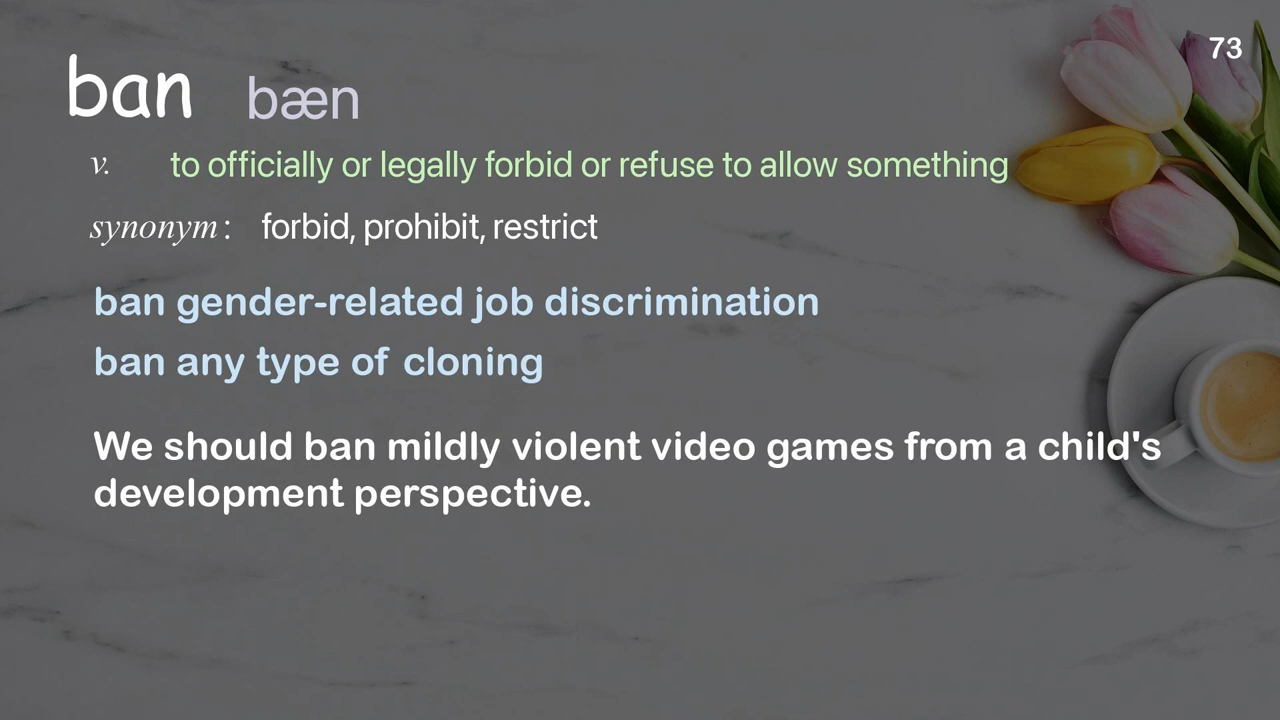 73
ban bæn
v. to officially or legally forbid or refuse to allow something
synonym: forbid, prohibit, restrict
ban gender-related job discrimination
ban any type of cloning
We should ban mildly violent video games from a child's
development perspective.